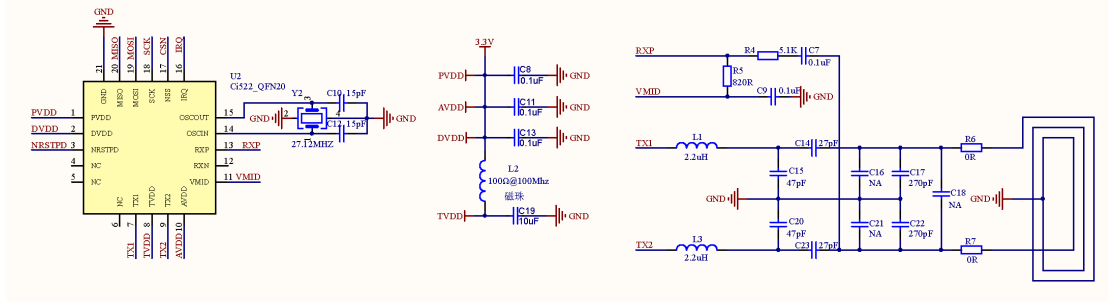 GND
MISO
MOSI
SCK
CSN
IRQ
21
20
19
18
17
16
GND
MISO
MOSI
SCK
NSS
IRQ
U2
Ci522_QFN20
PVDD
1
PVDD
DVDD
2
DVDD
NRSTPD
3
NRSTPD
4
NC
5
NC
OSCOUT
15
OSCIN
14
RXP
13
RXP
RXN
12
VMID
11
VMID
NC
TX1
TVDD
TX2
AVDD
6
7
8
9
10
TX1
TVDD
TX2
AVDD
Y2
3
C10
15pF
GND
2
4
GND
C12
15pF
27.12MHZ
3.3V
PVDD
C8
0.1uF
GND
AVDD
C11
0.1uF
GND
DVDD
C13
0.1uF
GND
L2
100Ω@100Mhz
磁珠
TVDD
C19
10uF
GND
RXP
R4
5.1K
C7
0.1uF
R5
820R
VMID
C9
0.1uF
GND
TX1
L1
2.2uH
C14
27pF
R6
0R
C15
47pF
C16
NA
C17
270pF
C18
NA
GND
GND
C20
47pF
C21
NA
C22
270pF
TX2
L3
2.2uH
C23
27pF
R7
0R